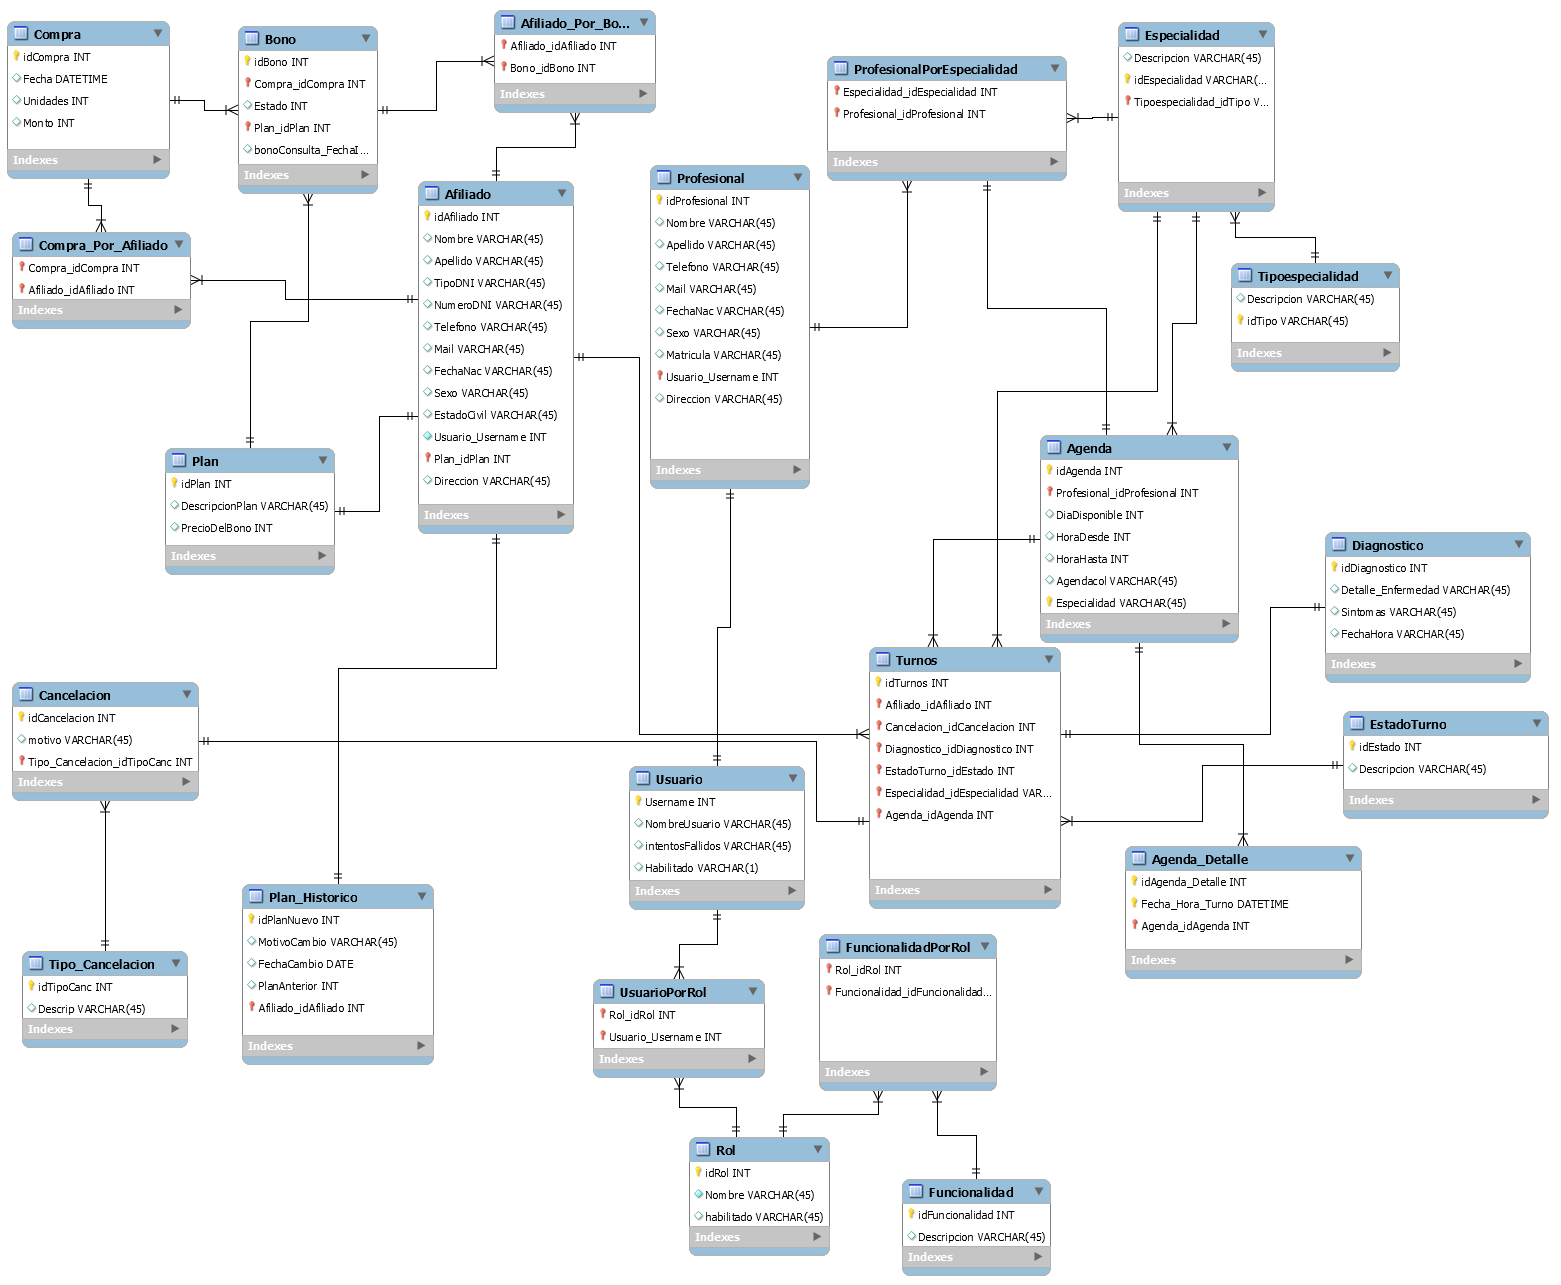 Compra
idCompra INT
Fecha DATETIME
Unidades INT
Monto INT
Indexes
Bono
idBono INT
Compra_idCompra INT
Estado INT
Plan_idPlan INT
bonoConsulta_FechaI...
Indexes
Afiliado_Por_Bo...
Afiliado_idAfiliado INT
Bono_idBono INT
Indexes
ProfesionalPorEspecialidad
Especialidad_idEspecialidad INT
Profesional_idProfesional INT
Indexes
Especialidad
Descripcion VARCHAR(45)
idEspecialidad VARCHAR(...
Tipoespecialidad_idTipo V...
Indexes
Compra_Por_Afiliado
Compra_idCompra INT
Afiliado_idAfiliado INT
Indexes
Afiliado
idAfiliado INT
Nombre VARCHAR(45)
Apellido VARCHAR(45)
TipoDNI VARCHAR(45)
NumeroDNI VARCHAR(45)
Telefono VARCHAR(45)
Mail VARCHAR(45)
FechaNac VARCHAR(45)
Sexo VARCHAR(45)
EstadoCivil VARCHAR(45)
Usuario_Username INT
Plan_idPlan INT
Direccion VARCHAR(45)
Indexes
Profesional
idProfesional INT
Nombre VARCHAR(45)
Apellido VARCHAR(45)
Telefono VARCHAR(45)
Mail VARCHAR(45)
FechaNac VARCHAR(45)
Sexo VARCHAR(45)
Matricula VARCHAR(45)
Usuario_Username INT
Direccion VARCHAR(45)
Indexes
Tipoespecialidad
Descripcion VARCHAR(45)
idTipo VARCHAR(45)
Indexes
Plan
idPlan INT
DescripcionPlan VARCHAR(45)
PrecioDelBono INT
Indexes
Agenda
idAgenda INT
Profesional_idProfesional INT
DiaDisponible INT
HoraDesde INT
HoraHasta INT
Agendacol VARCHAR(45)
Especialidad VARCHAR(45)
Indexes
Diagnostico
idDiagnostico INT
Detalle_Enfermedad VARCHAR(45)
Sintomas VARCHAR(45)
FechaHora VARCHAR(45)
Indexes
Cancelacion
idCancelacion INT
motivo VARCHAR(45)
Tipo_Cancelacion_idTipoCanc INT
Indexes
Turnos
idTurnos INT
Afiliado_idAfiliado INT
Cancelacion_idCancelacion INT
Diagnostico_idDiagnostico INT
EstadoTurno_idEstado INT
Especialidad_idEspecialidad VAR...
Agenda_idAgenda INT
Indexes
EstadoTurno
idEstado INT
Descripcion VARCHAR(45)
Indexes
Usuario
Username INT
NombreUsuario VARCHAR(45)
intentosFallidos VARCHAR(45)
Habilitado VARCHAR(1)
Indexes
Agenda_Detalle
idAgenda_Detalle INT
Fecha_Hora_Turno DATETIME
Agenda_idAgenda INT
Indexes
Plan_Historico
idPlanNuevo INT
MotivoCambio VARCHAR(45)
FechaCambio DATE
PlanAnterior INT
Afiliado_idAfiliado INT
Indexes
Tipo_Cancelacion
idTipoCanc INT
Descrip VARCHAR(45)
Indexes
UsuarioPorRol
Rol_idRol INT
Usuario_Username INT
Indexes
FuncionalidadPorRol
Rol_idRol INT
Funcionalidad_idFuncionalidad...
Indexes
Rol
idRol INT
Nombre VARCHAR(45)
habilitado VARCHAR(45)
Indexes
Funcionalidad
idFuncionalidad INT
Descripcion VARCHAR(45)
Indexes